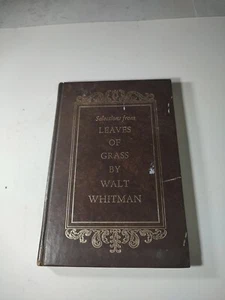 Selections from
LEAVES
OF
GRASS
BY
WALT
WHITMAN